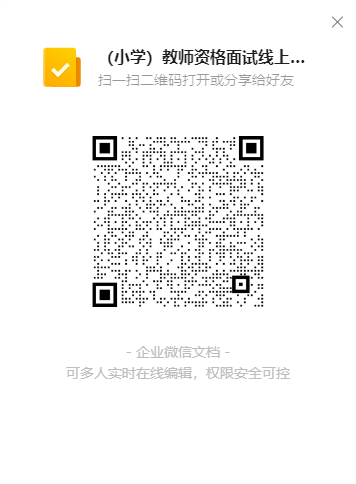 （小学）教师资格面试线上...
扫一扫二维码打开或分享给好友
- 企业微信文档 -
可多人实时在线编辑，权限安全可控